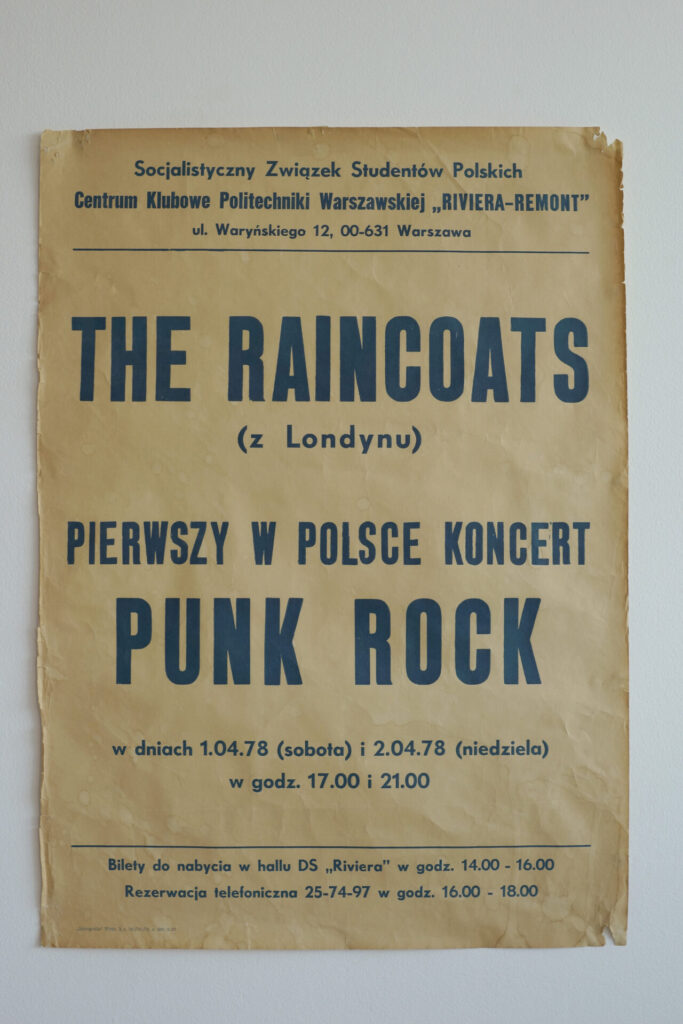 Socjalistyczny Związek Studentów Polskich
Centrum Klubowe Politechniki Warszawskiej „RIVIERA-REMONT”
ul. Waryńskiego 12, 00-631 Warszawa
THE RAINCOATS
(z Londynu)
PIERWSZY W POLSCE KONCERT
PUNK ROCK
w dniach 1.04.78 (sobota) i 2.04.78 (niedziela)
w godz. 17.00 i 21.00
Bilety do nabycia w hallu DS „Riviera” w godz. 14.00 - 16.00
Rezerwacja telefoniczna 25-74-97 w godz. 16.00 - 18.00